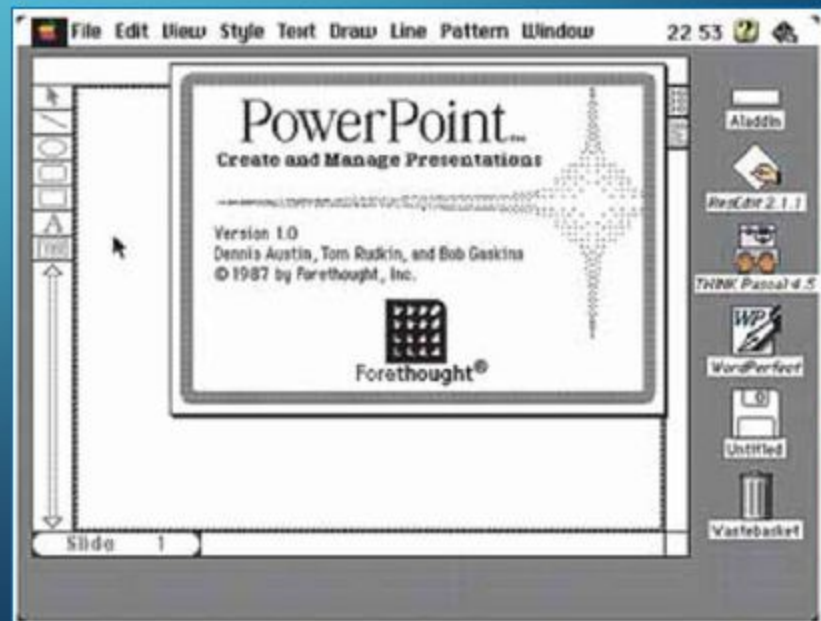 File Edit View Style Text Draw Line Pattern Window 22 53
PowerPoint™
Create and Manage Presentations
Version 1.0
Dennis Austin, Tom Rudkin, and Bob Gaskins
© 1987 by Forethought, Inc.
Forethought®
Slide 1
Aladdin
ResEdit 2.1.1
THINK Pascal 4.5
WP
WordPerfect
Untitled
Wastebasket